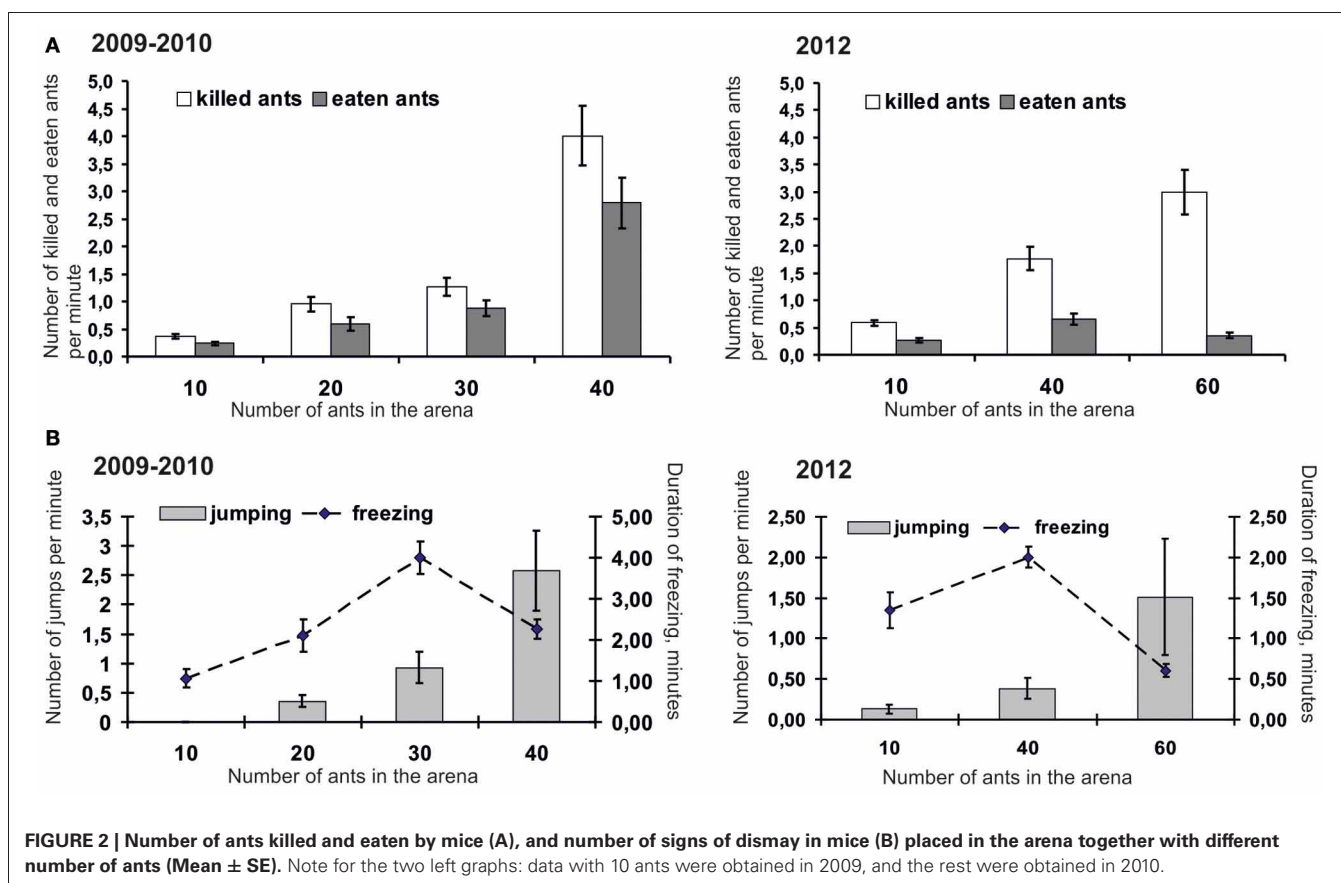 A 2009-2010
Number of killed and eaten ants
per minute
5,0
4,5
4,0
3,5
3,0
2,5
2,0
1,5
1,0
0,5
0,0
killed ants eaten ants
10 20 30 40
Number of ants in the arena
2012
Number of killed and eaten ants
per minute
5,0
4,5
4,0
3,5
3,0
2,5
2,0
1,5
1,0
0,5
0,0
killed ants eaten ants
10 40 60
Number of ants in the arena
B
2009-2010
Number of jumps per minute
3,5
3
2,5
2
1,5
1
0,5
0
jumping freezing
5,00
4,00
3,00
2,00
1,00
0,00
Duration of freezing, minutes
10 20 30 40
Number of ants in the arena
2012
Number of jumps per minute
2,50
2,00
1,50
1,00
0,50
0,00
jumping freezing
2,50
2,00
1,50
1,00
0,50
0,00
Duration of freezing, minutes
10 40 60
Number of ants in the arena
FIGURE 2 | Number of ants killed and eaten by mice (A), and number of signs of dismay in mice (B) placed in the arena together with different
number of ants (Mean ± SE). Note for the two left graphs: data with 10 ants were obtained in 2009, and the rest were obtained in 2010.